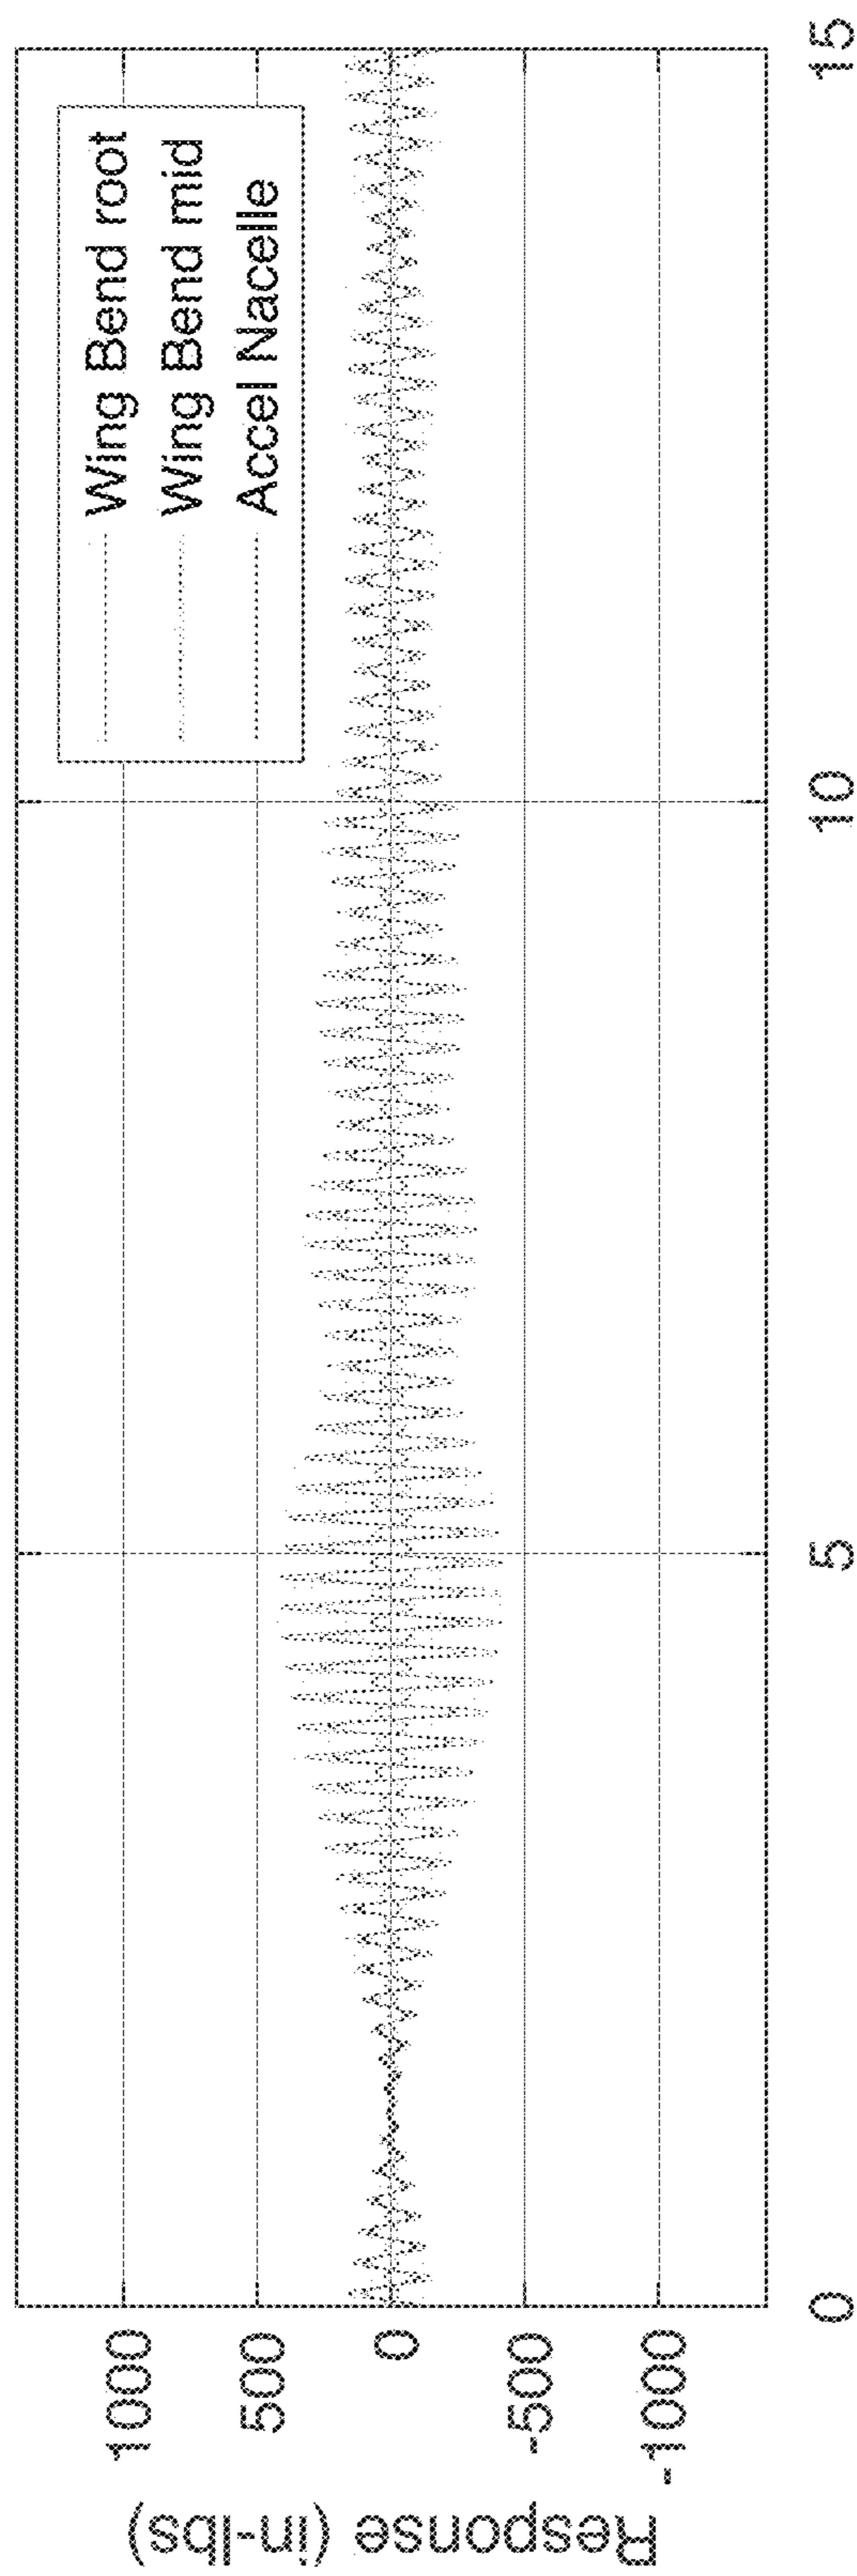 Response (in-lbs)
1000
500
0
-500
-1000
Wing Bend root
Wing Bend mid
Accel Nacelle
0
5
10
15